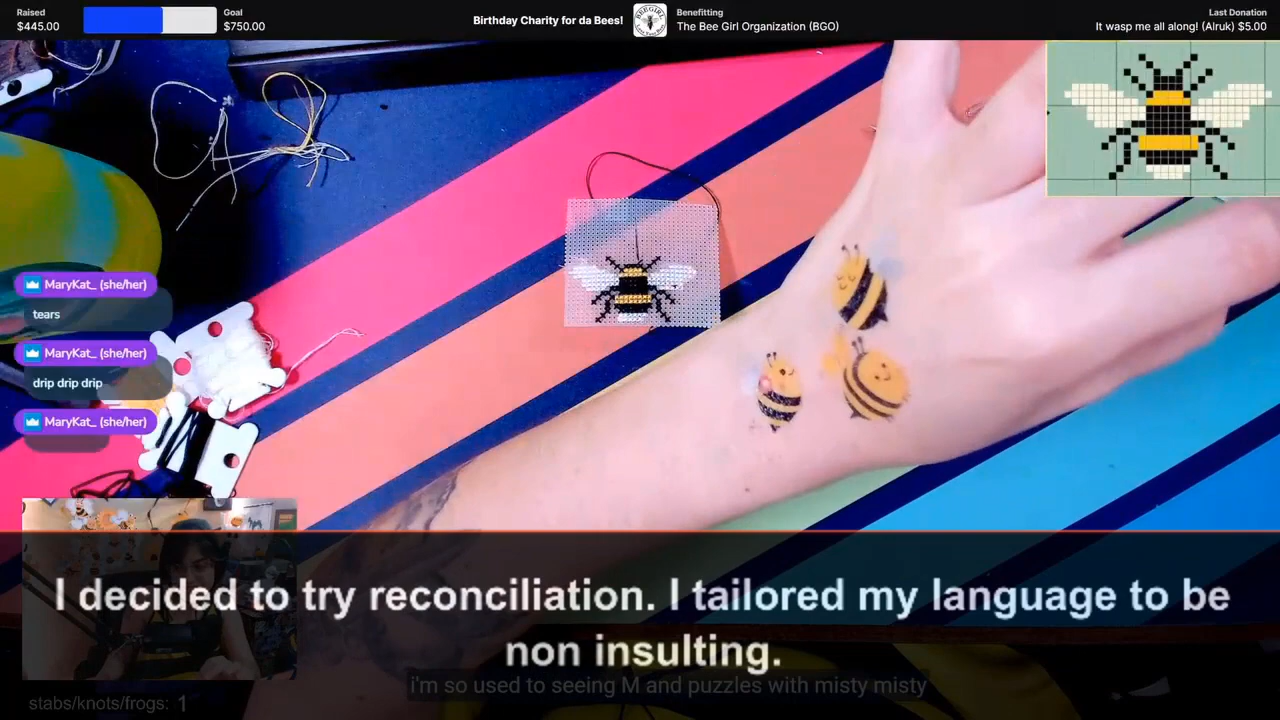 Raised
$445.00
Goal
$750.00
Birthday Charity for da Bees!
Benefitting
The Bee Girl Organization (BGO)
Last Donation
It wasp me all along! (Alruk) $5.00
MaryKat_ (she/her)
tears
MaryKat_ (she/her)
drip drip drip
MaryKat_ (she/her)
I decided to try reconciliation. I tailored my language to be
non insulting.
i'm so used to seeing M and puzzles with misty misty
stabs/knots/frogs: 1